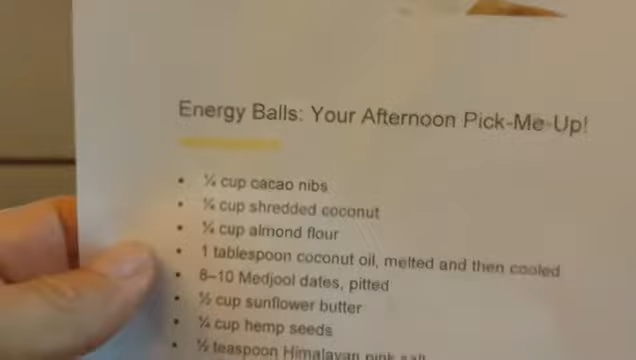 Energy Balls: Your Afternoon Pick-Me-Up!
• ¼ cup cacao nibs
• ¼ cup shredded coconut
• ¼ cup almond flour
• 1 tablespoon coconut oil, melted and then cooled
• 8–10 Medjool dates, pitted
• ½ cup sunflower butter
• ¼ cup hemp seeds
• ½ teaspoon Himalayan pink salt